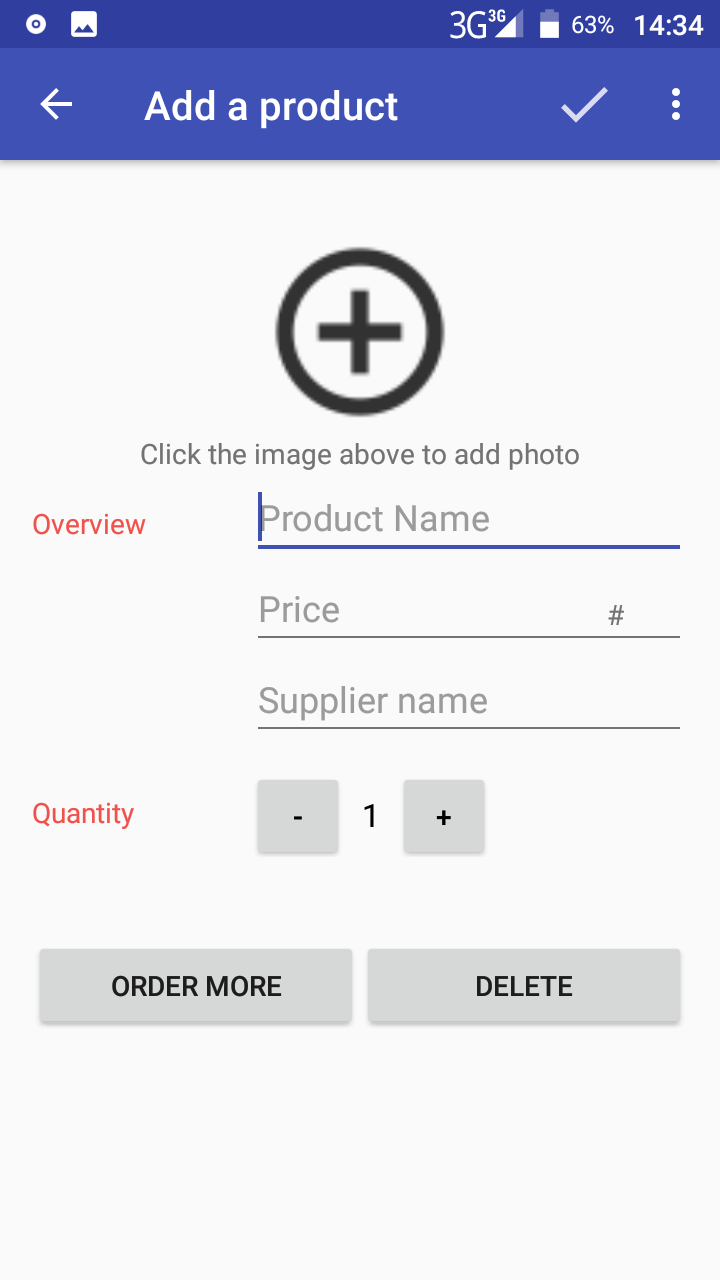 3G 3G 63% 14:34
Add a product
Click the image above to add photo
Overview Product Name
Price #
Supplier name
Quantity - 1 +
ORDER MORE DELETE